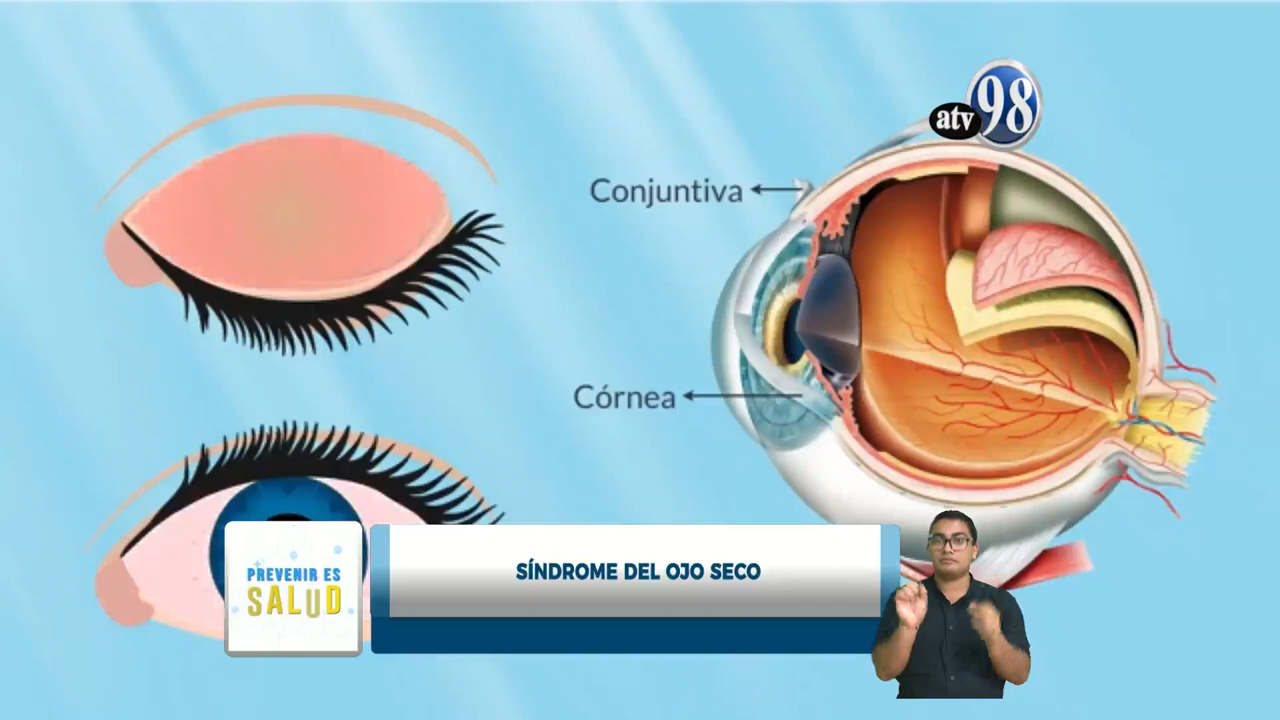 atv 98
Conjuntiva
Córnea
PREVENIR ES
SALUD
SÍNDROME DEL OJO SECO